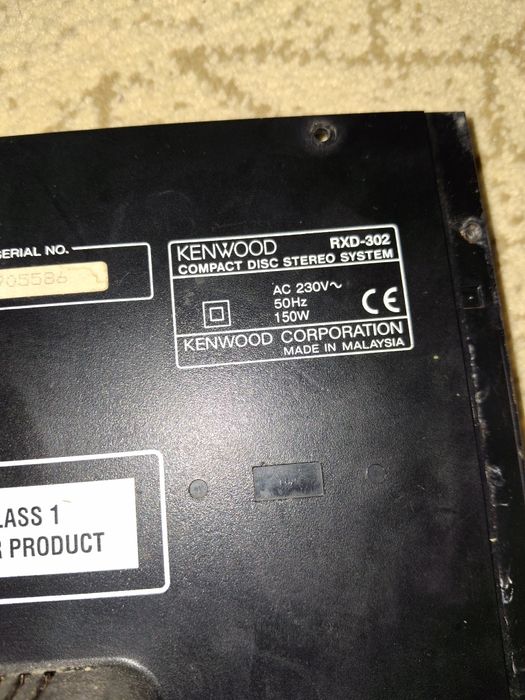 SERIAL NO.
905586
KENWOOD RXD-302
COMPACT DISC STEREO SYSTEM
AC 230V~
50Hz
150W
CE
KENWOOD CORPORATION
MADE IN MALAYSIA
LASS 1
R PRODUCT